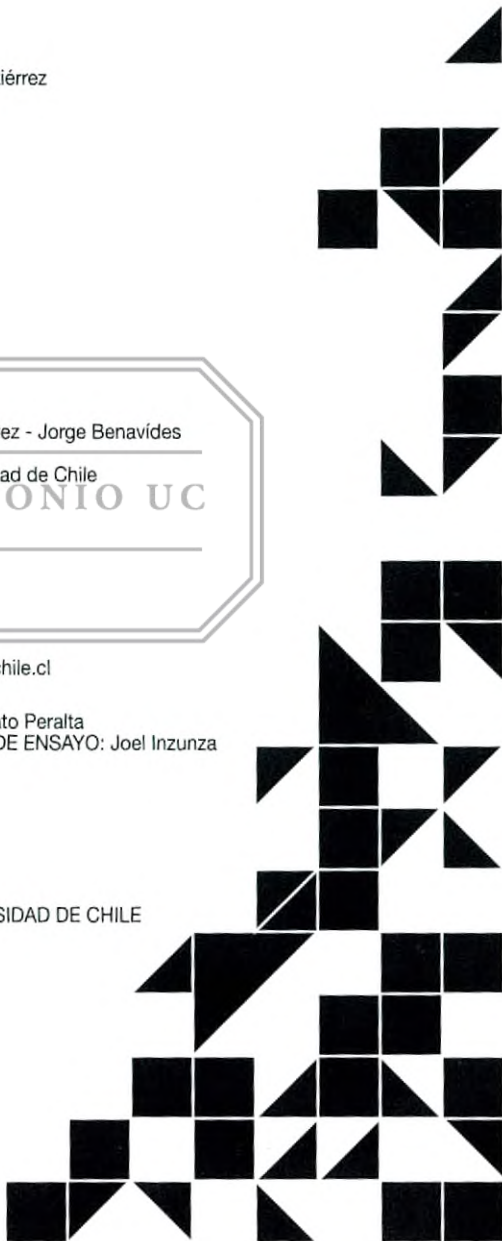 iérrez
ez - Jorge Benavídes
ad de Chile
ONIO UC
hile.cl
to Peralta
DE ENSAYO: Joel Inzunza
SIDAD DE CHILE